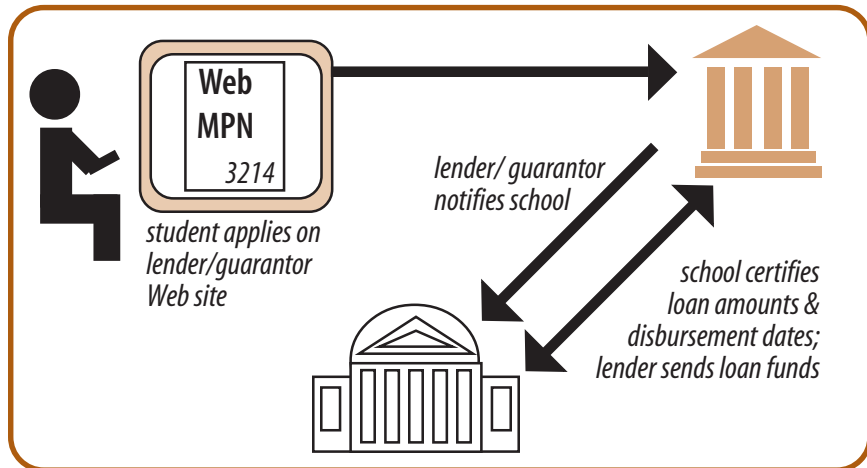 Web
MPN
3214
student applies on
lender/guarantor
Web site
lender/ guarantor
notifies school
school certifies
loan amounts &
disbursement dates;
lender sends loan funds